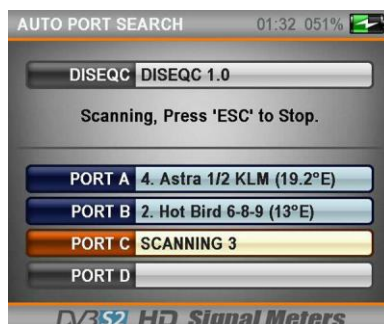 AUTO PORT SEARCH 01:32 051%
DISEQC DISEQC 1.0
Scanning, Press 'ESC' to Stop.
PORT A 4. Astra 1/2 KLM (19.2°E)
PORT B 2. Hot Bird 6-8-9 (13°E)
PORT C SCANNING 3
PORT D
DVBS2 HD Signal Meters